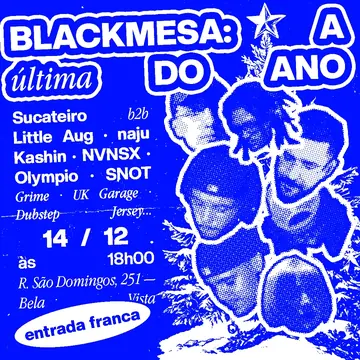 BLACKMESA: A
última DO ANO
Sucateiro b2b
Little Aug · naju
Kashin · NVNSX ·
Olympio · SNOT
Grime · UK Garage ·
Dubstep Jersey...
14 / 12 .
às 18h00
R. São Domingos, 251—
Bela Vista
entrada franca